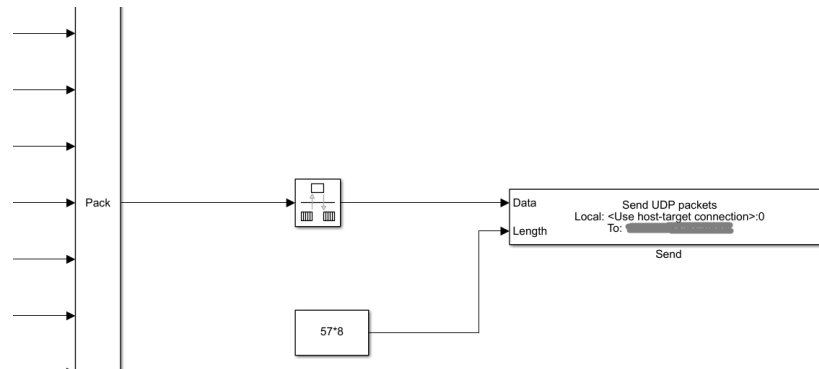 Pack
Data
Send UDP packets
Local: <Use host-target connection>:0
Length
To:
Send
57*8